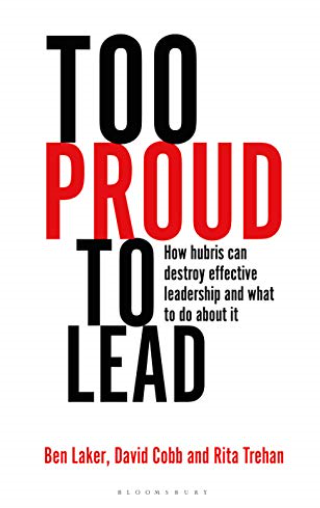 TOO
PROUD
TO
How hubris can
destroy effective
leadership and what
to do about it
LEAD
Ben Laker, David Cobb and Rita Trehan
BLOOMSBURY